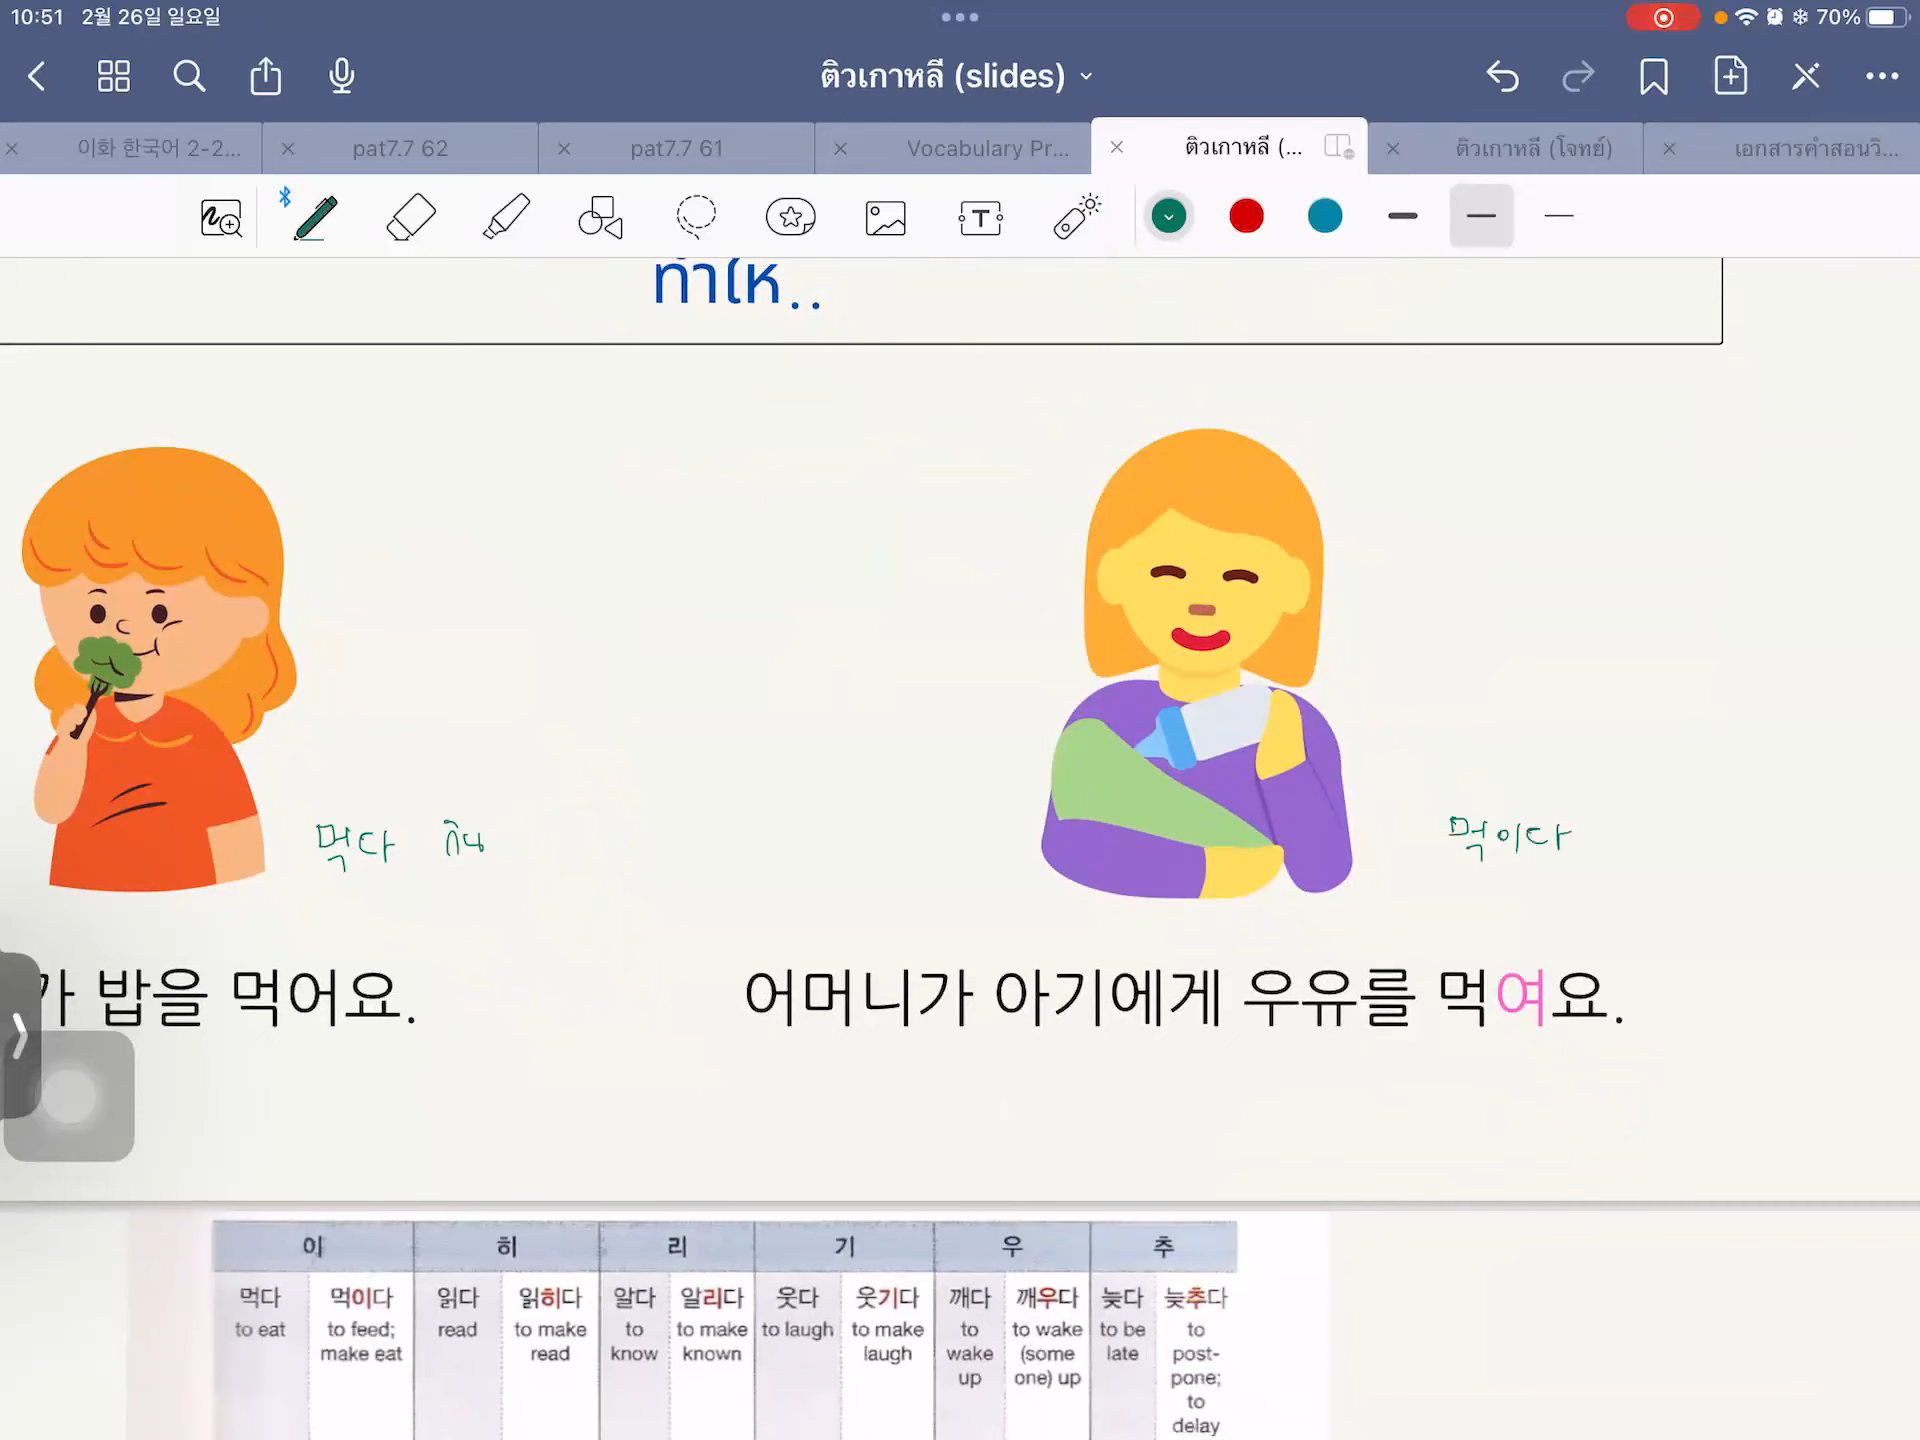 10:51 2월 26일 일요일
70%
ติวเกาหลี (slides)
이화 한국어 2-2...
pat7.7 62
pat7.7 61
Vocabulary Pr...
ติวเกาหลี (...
ติวเกาหลี (โจทย์)
เอกสารคำสอนวิ...
T
ทำให้..
먹다 กิน
먹이다
가 밥을 먹어요.
어머니가 아기에게 우유를 먹여요.
이 히 리 기 우 추
먹다 먹이다 읽다 읽히다 알다 알리다 웃다 웃기다 깨다 깨우다 늦다 늦추다
to eat to feed; read to make to to make to laugh to make to to wake to be to
make eat read know known laugh wake (some late post-
up one) up pone;
to
delay